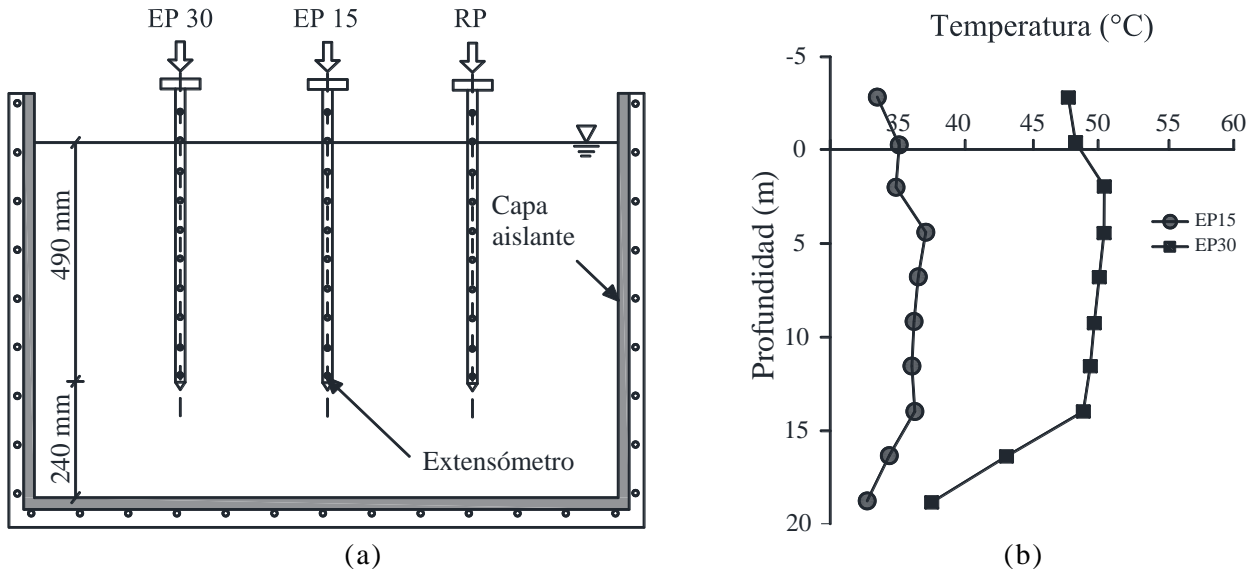 EP 30 EP 15 RP
490 mm
240 mm
Capa
aislante
Extensómetro
(a)
Temperatura (°C)
-5
35 40 45 50 55 60
0
5
10
15
20
Profundidad (m)
EP15
EP30
(b)